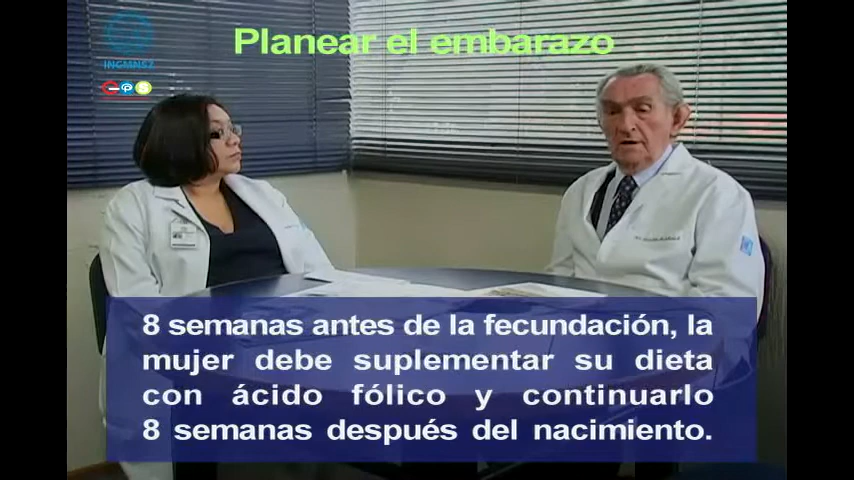 Planear el embarazo
INCMNSZ
8 semanas antes de la fecundación, la
mujer debe suplementar su dieta
con ácido fólico y continuarlo
8 semanas después del nacimiento.